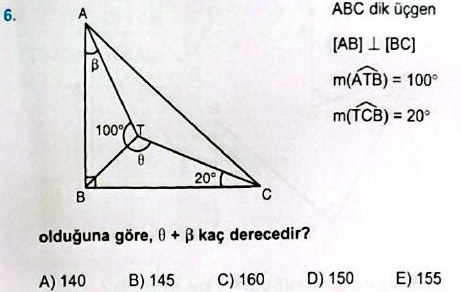 6.
A
ABC dik üçgen
[AB] ⊥ [BC]
β
m(ATB) = 100°
100° T
m(TCB) = 20°
θ
20°
B
C
olduğuna göre, θ + β kaç derecedir?
A) 140 B) 145 C) 160 D) 150 E) 155